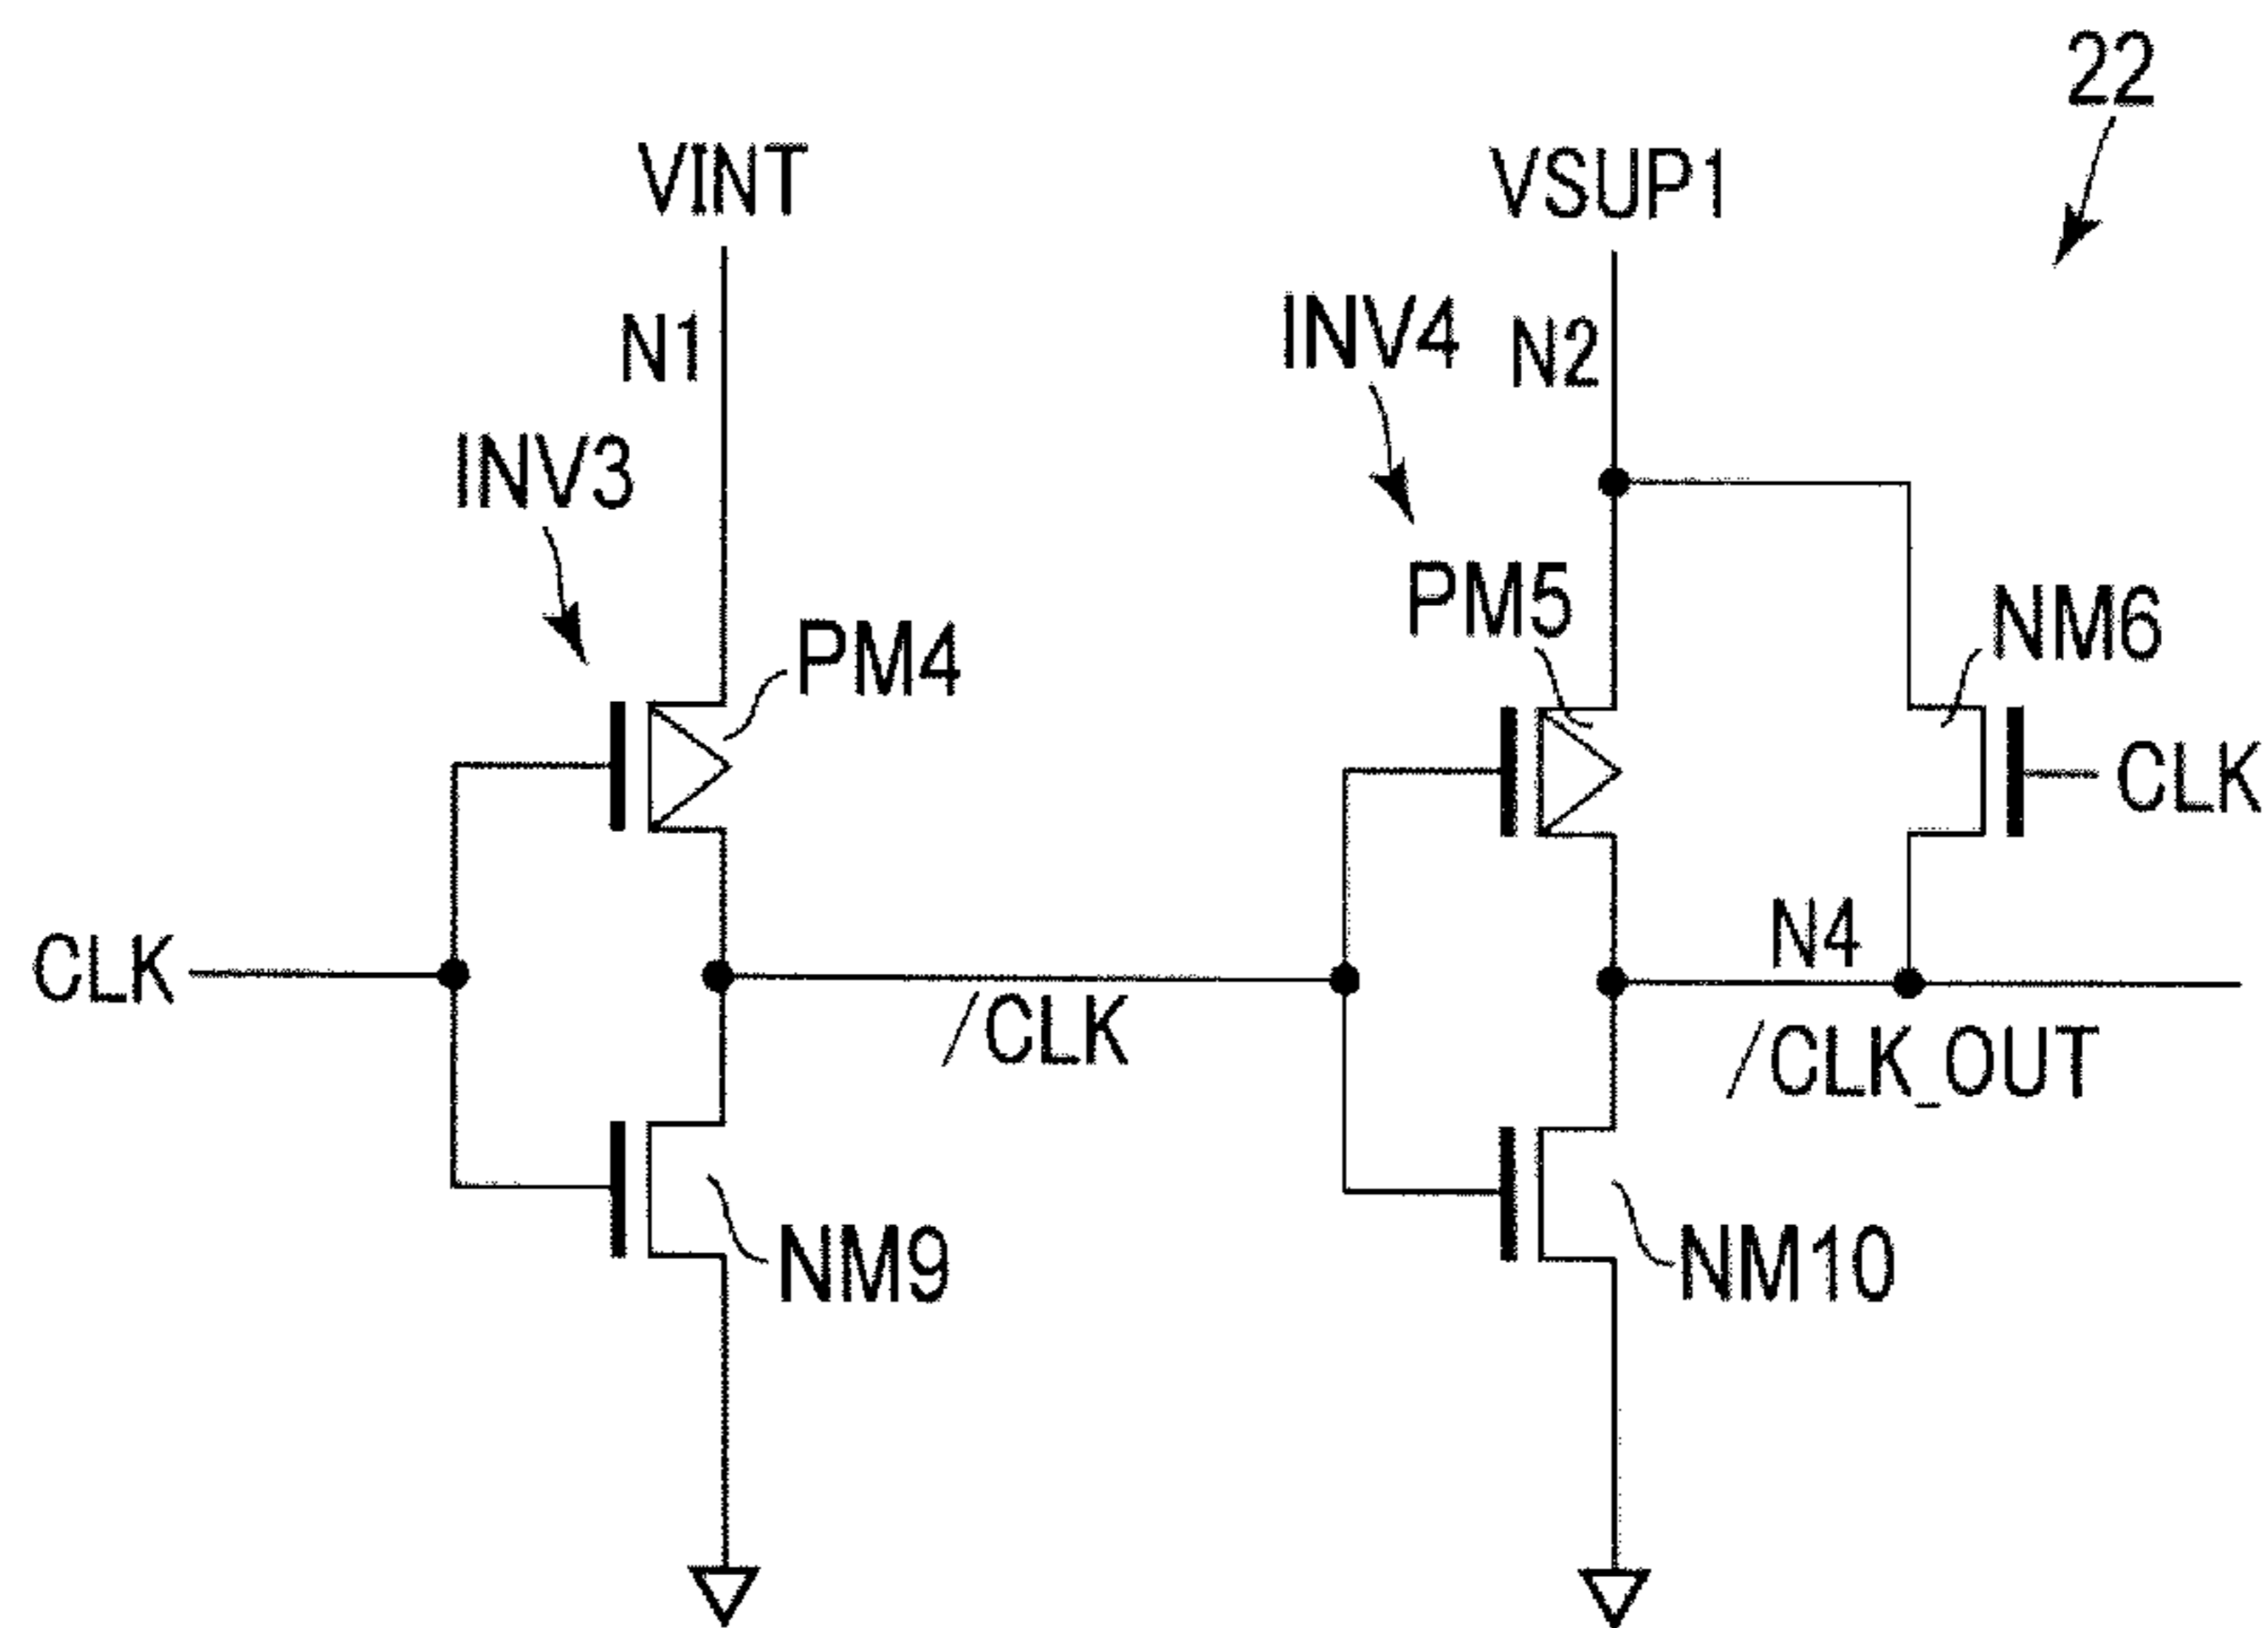 22
VINT
VSUP1
N1
INV4
N2
INV3
PM5
NM6
PM4
CLK
N4
CLK
/CLK
/CLK_OUT
NM9
NM10